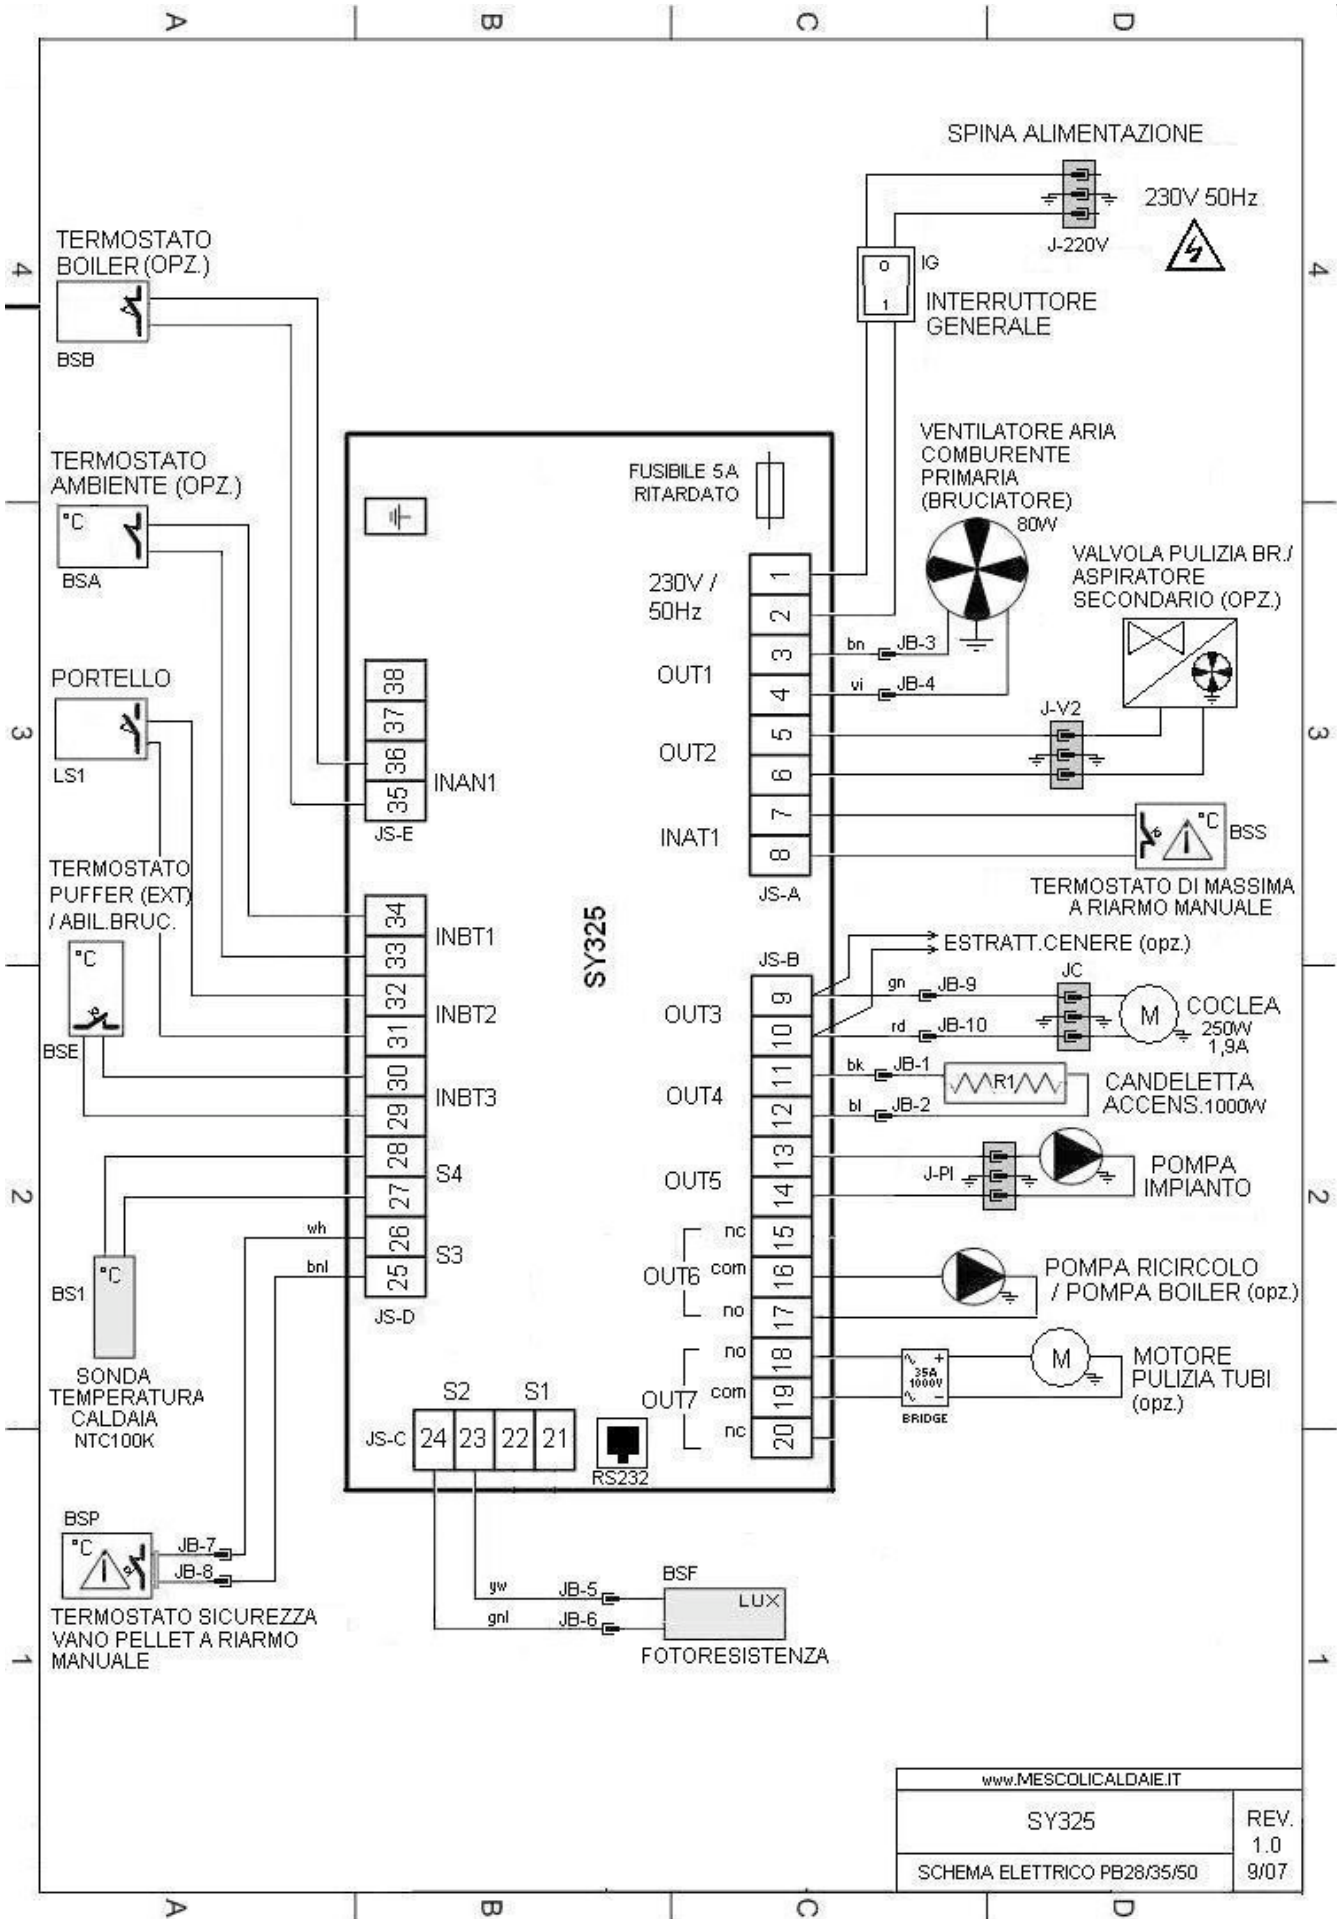 A
B
C
D
SPINA ALIMENTAZIONE
230V 50Hz
J-220V
4
4
TERMOSTATO
BOILER (OPZ.)
BSB
0
1
IG
INTERRUTTORE
GENERALE
TERMOSTATO
AMBIENTE (OPZ.)
°C
BSA
FUSIBILE 5A
RITARDATO
VENTILATORE ARIA
COMBURENTE
PRIMARIA
(BRUCIATORE)
80W
VALVOLA PULIZIA BR./
ASPIRATORE
SECONDARIO (OPZ.)
230V /
50Hz
1
2
3
4
5
6
7
8
JS-A
OUT1
OUT2
INAT1
bn
JB-3
vi
JB-4
J-V2
PORTELLO
LS1
3
3
38
37
36
35
INAN1
JS-E
°C
BSS
TERMOSTATO DI MASSIMA
A RIARMO MANUALE
TERMOSTATO
PUFFER (EXT)
/ ABIL.BRUC.
°C
BSE
34
33
32
31
30
29
28
27
26
25
INBT1
INBT2
INBT3
S4
S3
JS-D
SY325
ESTRATT.CENERE (opz.)
JS-B
9
10
11
12
13
14
15
16
17
18
19
20
OUT3
OUT4
OUT5
OUT6
nc
com
no
OUT7
no
com
nc
gn
JB-9
rd
JB-10
JC
M
COCLEA
250W
1,9A
bk
JB-1
bl
JB-2
R1
CANDELETTA
ACCENS.1000W
J-PI
POMPA
IMPIANTO
2
2
wh
bnl
°C
BS1
SONDA
TEMPERATURA
CALDAIA
NTC100K
POMPA RICIRCOLO
/ POMPA BOILER (opz.)
+
35A
1000V
-
BRIDGE
M
MOTORE
PULIZIA TUBI
(opz.)
S2
S1
JS-C
24
23
22
21
RS232
BSP
°C
JB-7
JB-8
TERMOSTATO SICUREZZA
VANO PELLET A RIARMO
MANUALE
yw
JB-5
gnl
JB-6
BSF
LUX
FOTORESISTENZA
1
1
www.MESCOLICALDAIE.IT
SY325
REV.
1.0
9/07
SCHEMA ELETTRICO PB28/35/50
A
B
C
D